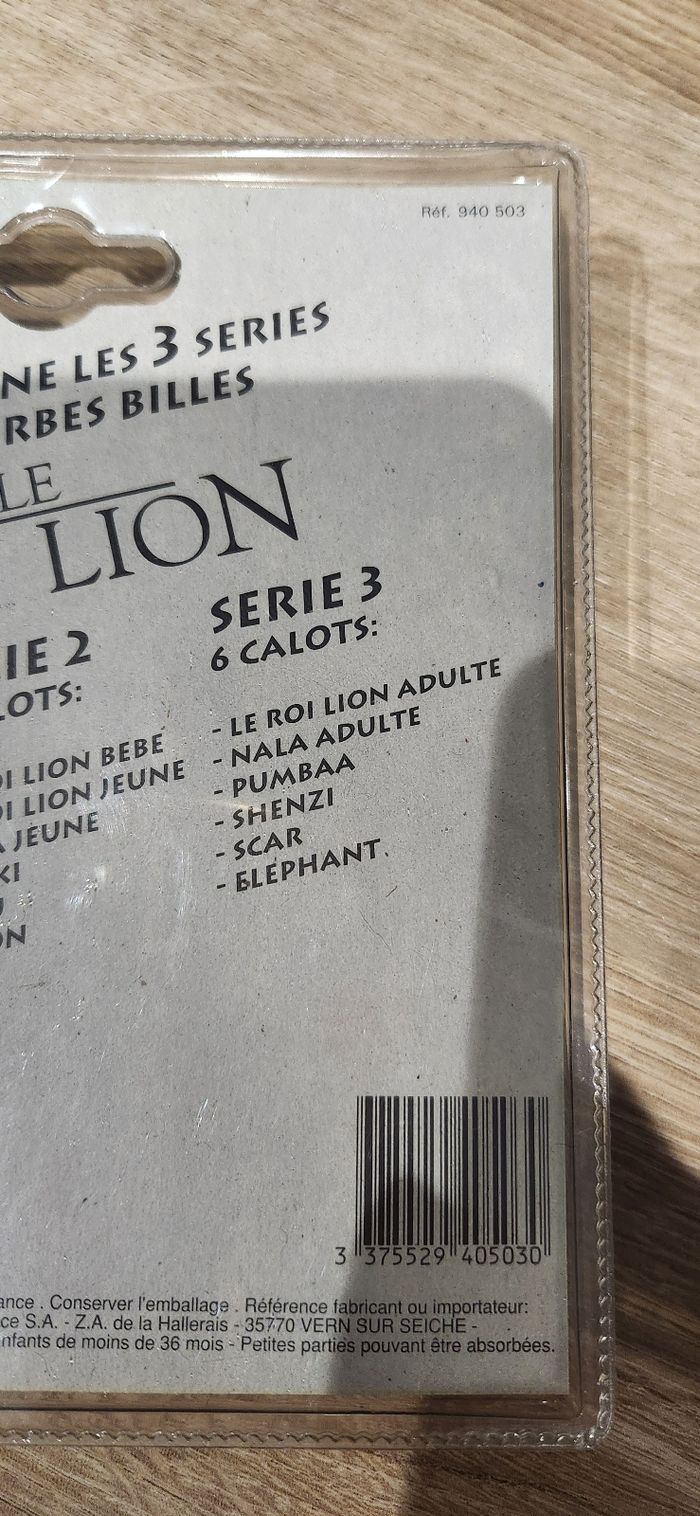 Réf. 940 503
NE LES 3 SERIES
RBES BILLES
LE
LION
IE 2
LOTS:
OI LION BEBE
OI LION JEUNE
A JEUNE
KI
U
ON
SERIE 3
6 CALOTS:
- LE ROI LION ADULTE
- NALA ADULTE
- PUMBAA
- SHENZI
- SCAR
- ELEPHANT.
3 375529 405030
ance . Conserver l'emballage . Référence fabricant ou importateur:
ce S.A. - Z.A. de la Hallerais - 35770 VERN SUR SEICHE -
nfants de moins de 36 mois - Petites parties pouvant être absorbées.